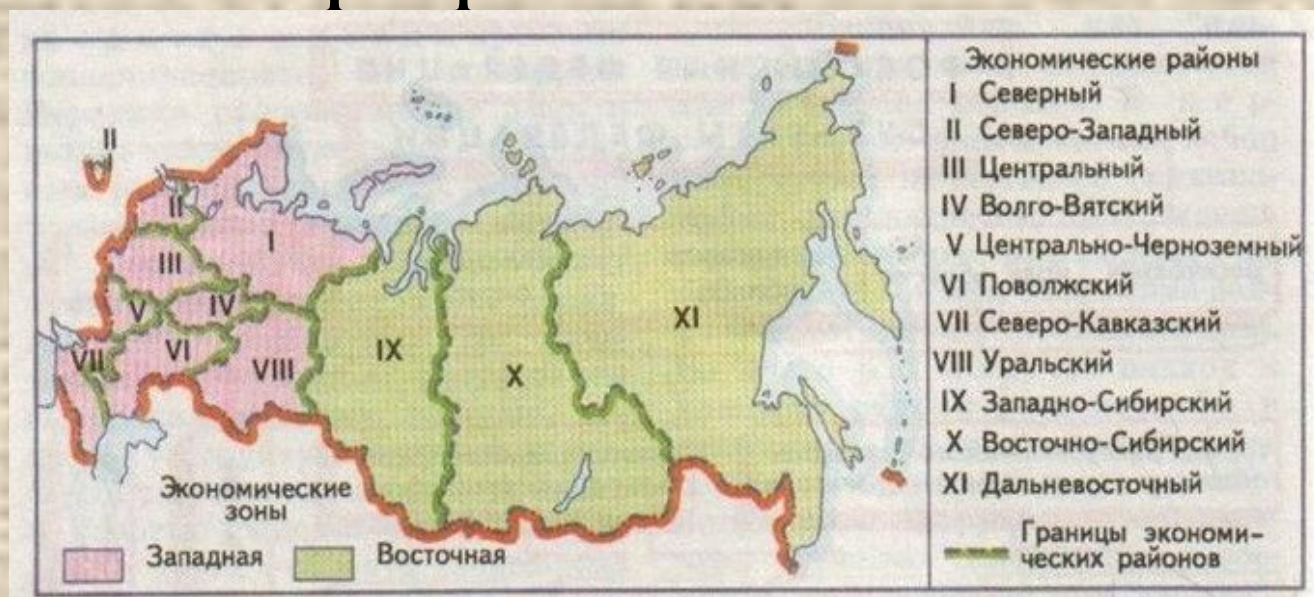 II
I
II
III
IV
V
VI
VII
VIII
IX
X
XI
Экономические
зоны
Западная
Восточная
Экономические районы
I Северный
II Северо-Западный
III Центральный
IV Волго-Вятский
V Центрально-Черноземный
VI Поволжский
VII Северо-Кавказский
VIII Уральский
IX Западно-Сибирский
X Восточно-Сибирский
XI Дальневосточный
Границы экономи-
ческих районов